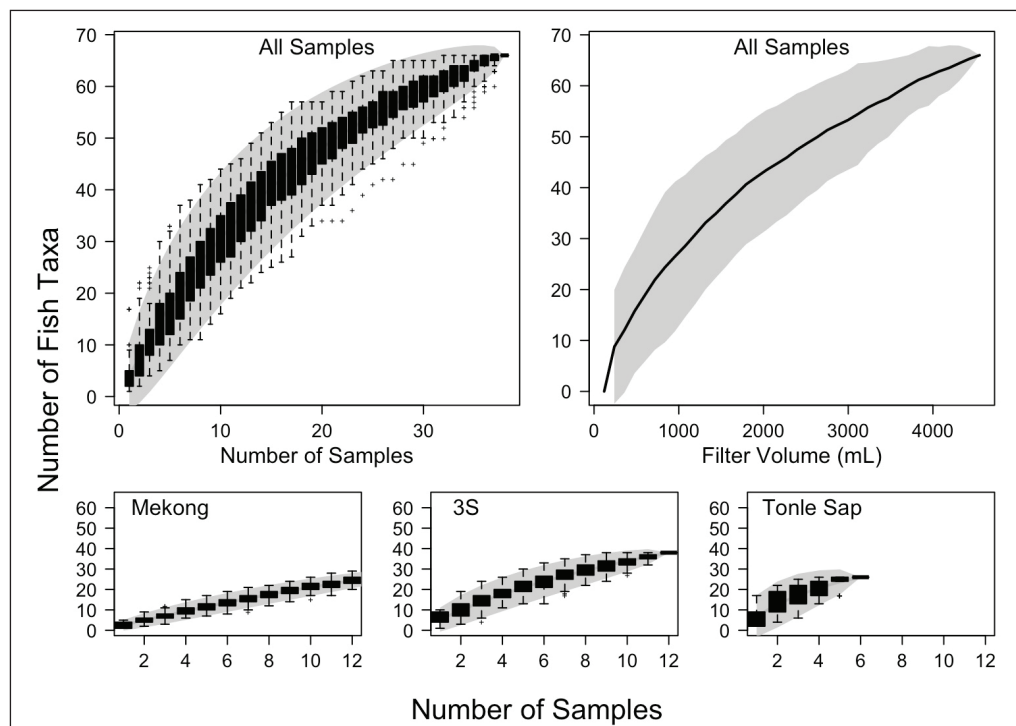 Number of Fish Taxa
All Samples
70
60
50
40
30
20
10
0
0 10 20 30
Number of Samples
All Samples
70
60
50
40
30
20
10
0
0 1000 2000 3000 4000
Filter Volume (mL)
Mekong
60
50
40
30
20
10
0
2 4 6 8 10 12
3S
60
50
40
30
20
10
0
2 4 6 8 10 12
Tonle Sap
60
50
40
30
20
10
0
2 4 6 8 10 12
Number of Samples